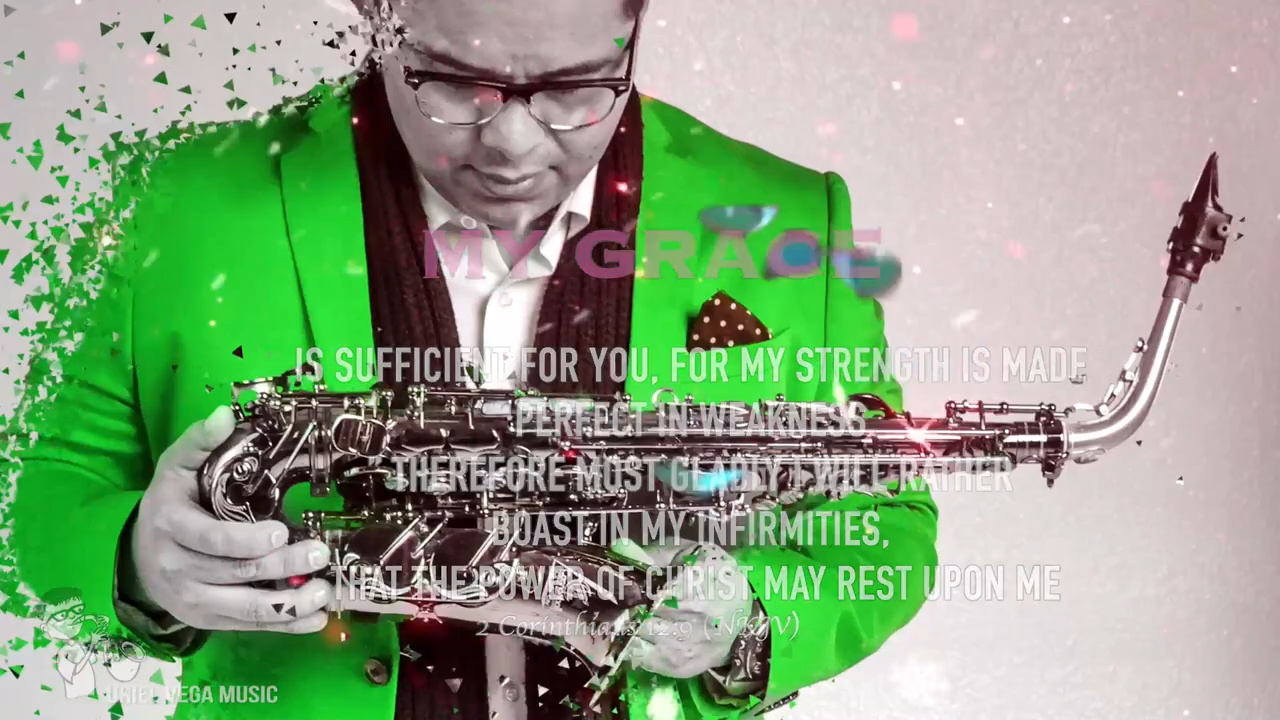 MY GRACE
IS SUFFICIENT FOR YOU, FOR MY STRENGTH IS MADE
PERFECT IN WEAKNESS
THEREFORE MOST GLADLY I WILL RATHER
BOAST IN MY INFIRMITIES,
THAT THE POWER OF CHRIST MAY REST UPON ME
2 Corinthians 12:9 (NKJV)
URIEL VEGA MUSIC